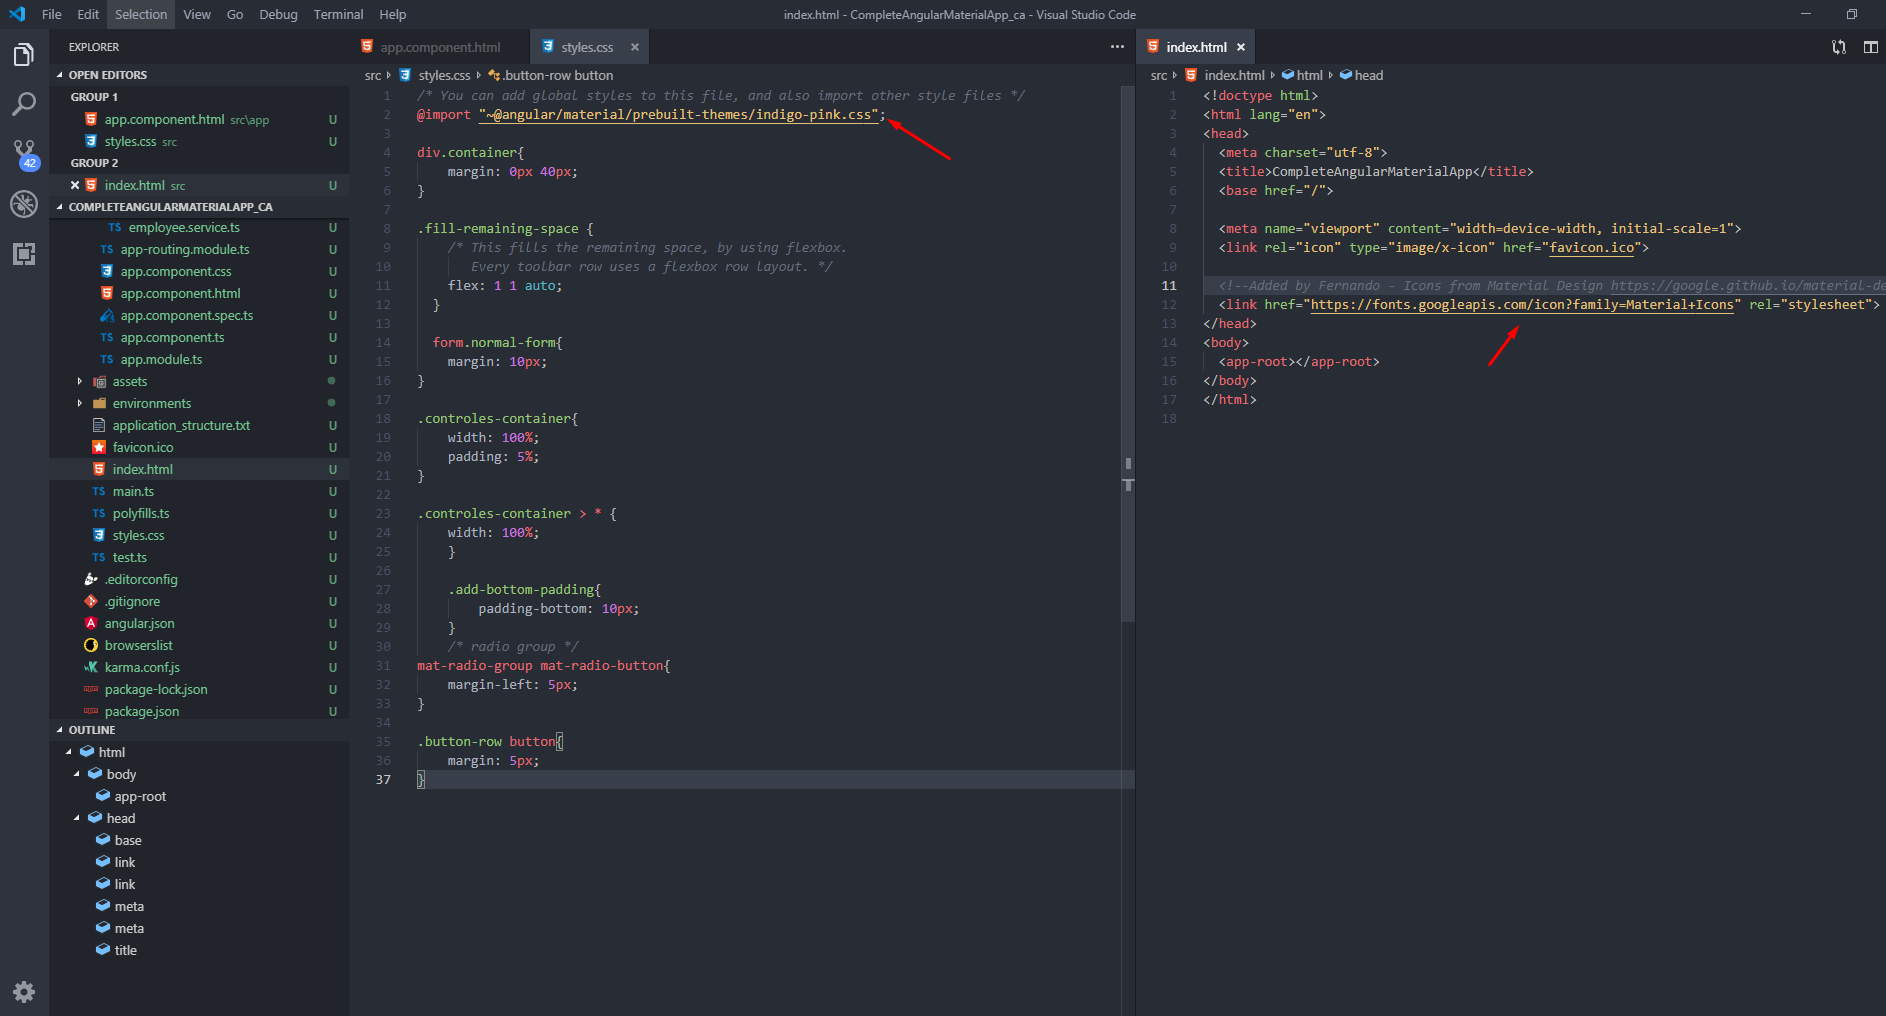 File Edit Selection View Go Debug Terminal Help
index.html - CompleteAngularMaterialApp_ca - Visual Studio Code
EXPLORER
OPEN EDITORS
GROUP 1
app.component.html src\app U
styles.css src U
GROUP 2
index.html src U
COMPLETEANGULARMATERIALAPP_CA
TS employee.service.ts U
TS app-routing.module.ts U
app.component.css U
app.component.html U
app.component.spec.ts U
TS app.component.ts U
TS app.module.ts U
assets
environments
application_structure.txt U
favicon.ico U
index.html U
TS main.ts U
TS polyfills.ts U
styles.css U
TS test.ts U
.editorconfig U
.gitignore U
angular.json U
browserslist U
karma.conf.js U
package-lock.json U
package.json U
42
OUTLINE
html
body
app-root
head
base
link
link
meta
meta
title
app.component.html
styles.css
src styles.css .button-row button
1 /* You can add global styles to this file, and also import other style files */
2 @import "~@angular/material/prebuilt-themes/indigo-pink.css";
3
4 div.container{
5 margin: 0px 40px;
6 }
7
8 .fill-remaining-space {
9 /* This fills the remaining space, by using flexbox.
10 Every toolbar row uses a flexbox row layout. */
11 flex: 1 1 auto;
12 }
13
14 form.normal-form{
15 margin: 10px;
16 }
17
18 .controles-container{
19 width: 100%;
20 padding: 5%;
21 }
22
23 .controles-container > * {
24 width: 100%;
25 }
26
27 .add-bottom-padding{
28 padding-bottom: 10px;
29 }
30 /* radio group */
31 mat-radio-group mat-radio-button{
32 margin-left: 5px;
33 }
34
35 .button-row button{
36 margin: 5px;
37 }
index.html
src index.html html head
1 <!doctype html>
2 <html lang="en">
3 <head>
4 <meta charset="utf-8">
5 <title>CompleteAngularMaterialApp</title>
6 <base href="/">
7
8 <meta name="viewport" content="width=device-width, initial-scale=1">
9 <link rel="icon" type="image/x-icon" href="favicon.ico">
10
11 <!--Added by Fernando - Icons from Material Design https://google.github.io/material-de
12 <link href="https://fonts.googleapis.com/icon?family=Material+Icons" rel="stylesheet">
13 </head>
14 <body>
15 <app-root></app-root>
16 </body>
17 </html>
18